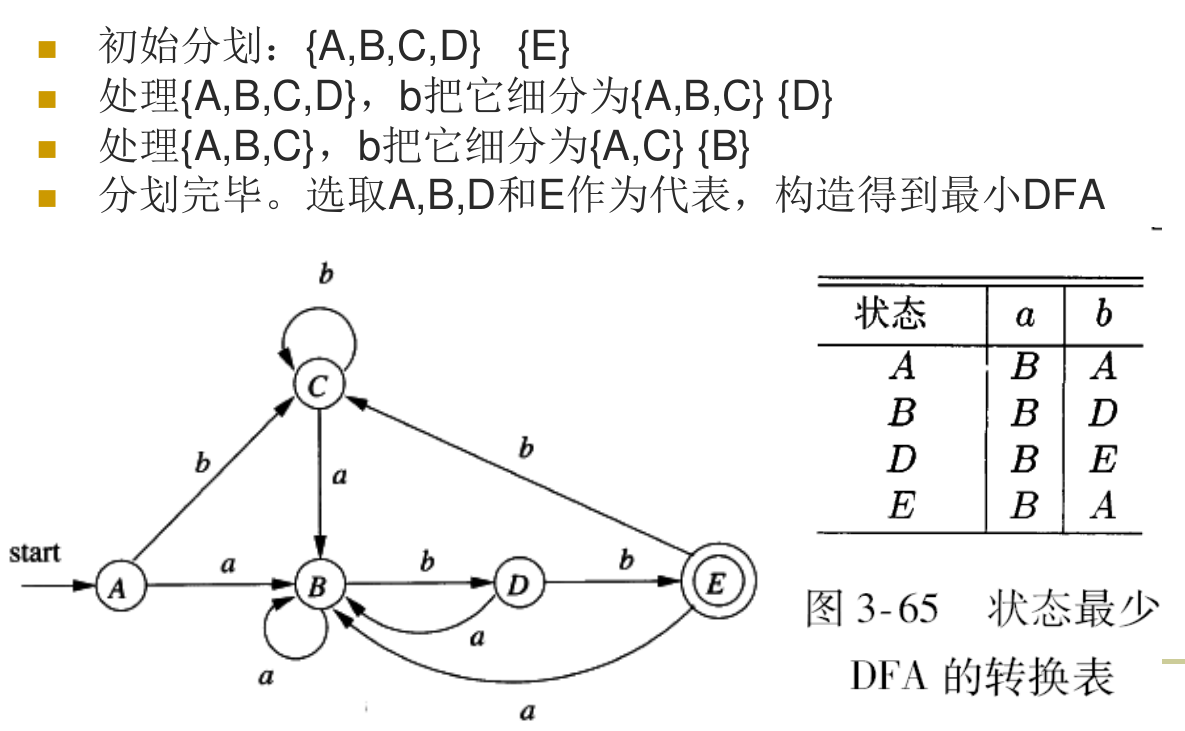 初始分划：{A,B,C,D} {E}
处理{A,B,C,D}，b把它细分为{A,B,C} {D}
处理{A,B,C}，b把它细分为{A,C} {B}
分划完毕。选取A,B,D和E作为代表，构造得到最小DFA
b
C
b
a
b
start
A
a
B
b
D
b
E
a
a
a
状态 a b
A B A
B B D
D B E
E B A
图 3-65 状态最少
DFA 的转换表